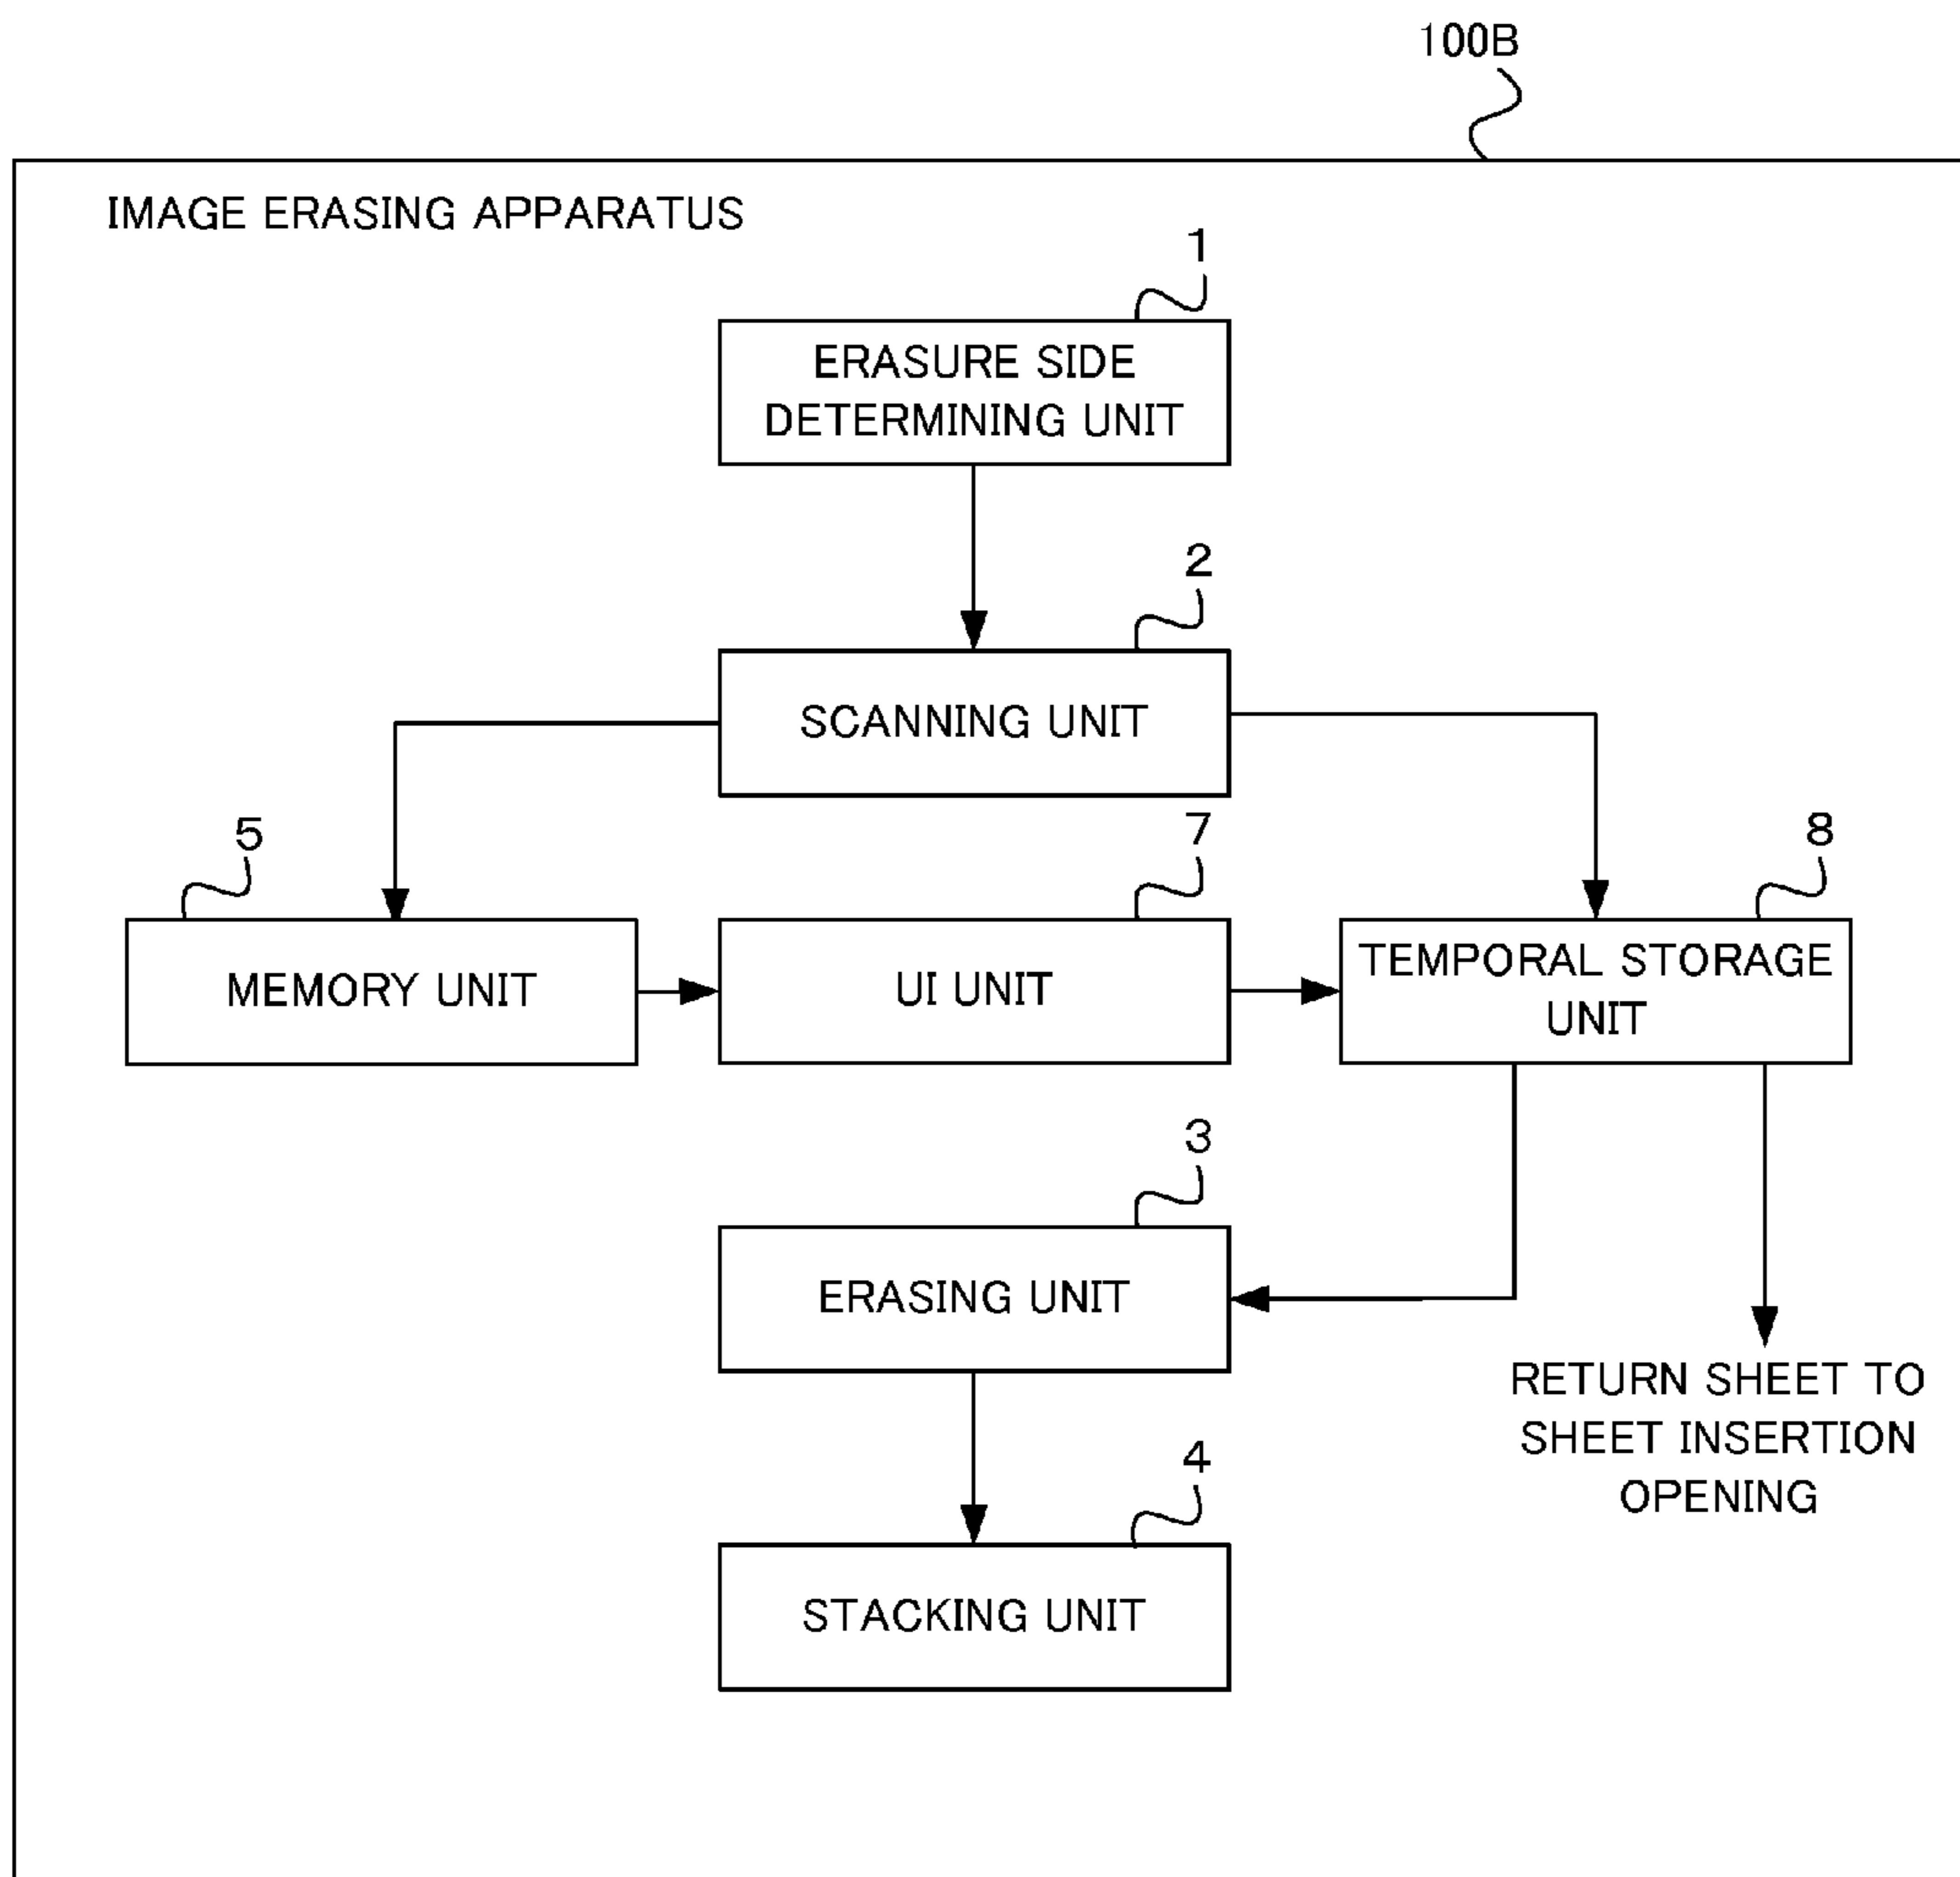 100B
IMAGE ERASING APPARATUS
1
ERASURE SIDE
DETERMINING UNIT
2
SCANNING UNIT
5
7
8
MEMORY UNIT
UI UNIT
TEMPORAL STORAGE
UNIT
3
ERASING UNIT
RETURN SHEET TO
SHEET INSERTION
OPENING
4
STACKING UNIT